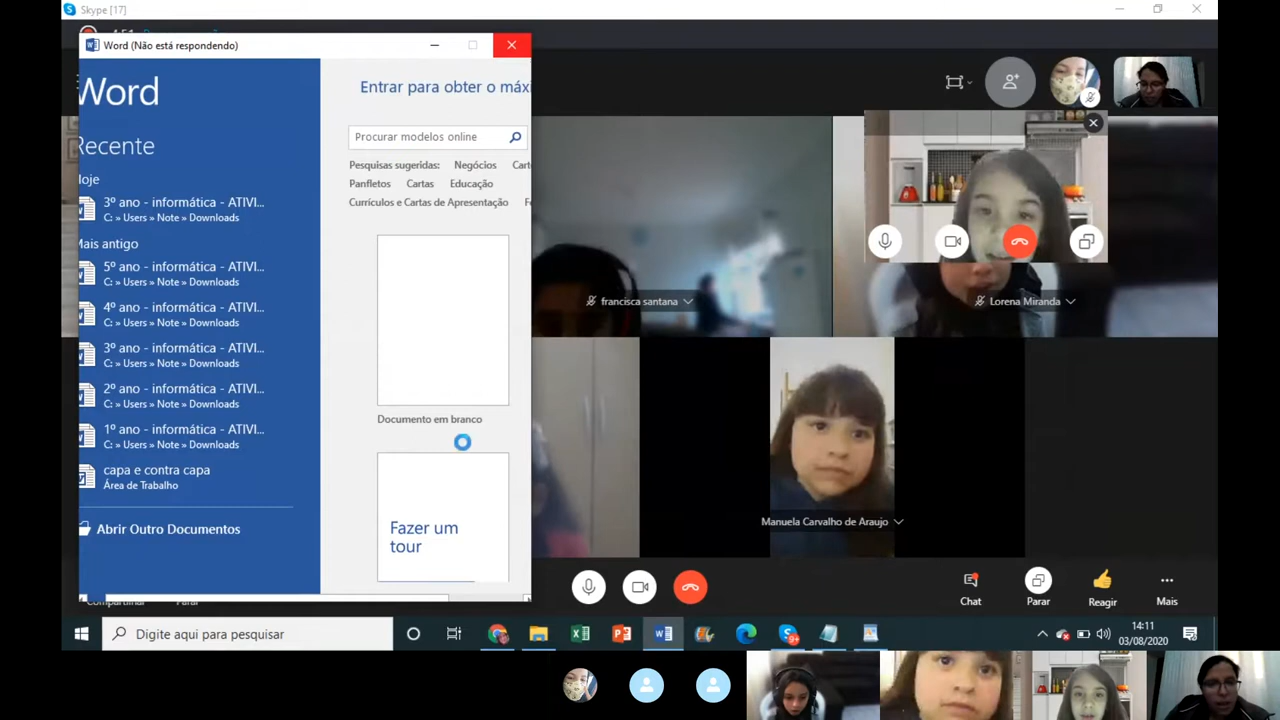 Skype [17]
Word (Não está respondendo)
Word
Entrar para obter o máxi
Procurar modelos online
Recente
Pesquisas sugeridas: Negócios Cart
Panfletos Cartas Educação
Currículos e Cartas de Apresentação
Hoje
3º ano - informática - ATIVI...
C: » Users » Note » Downloads
Mais antigo
5º ano - informática - ATIVI...
C: » Users » Note » Downloads
4º ano - informática - ATIVI...
C: » Users » Note » Downloads
3º ano - informática - ATIVI...
C: » Users » Note » Downloads
2º ano - informática - ATIVI...
C: » Users » Note » Downloads
1º ano - informática - ATIVI...
C: » Users » Note » Downloads
capa e contra capa
Área de Trabalho
Abrir Outro Documentos
Documento em branco
Fazer um
tour
francisca santana
Lorena Miranda
Manuela Carvalho de Araujo
Chat
Parar
Reagir
Mais
Digite aqui para pesquisar
14:11
03/08/2020